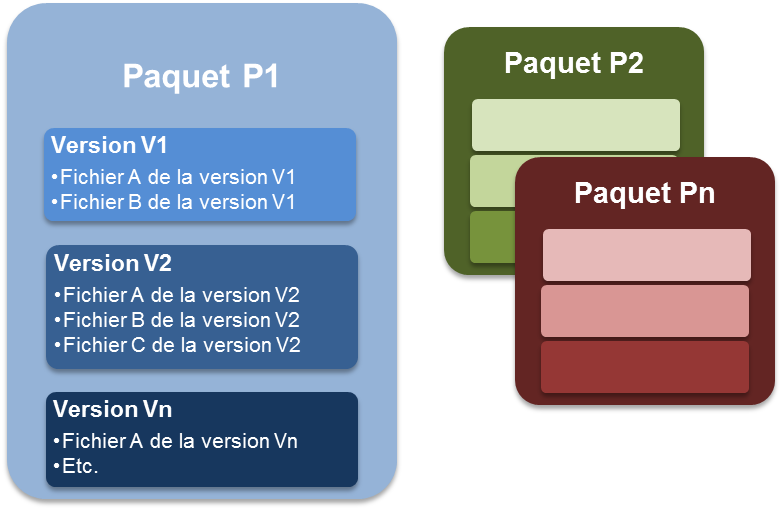 Paquet P1
Version V1
•Fichier A de la version V1
•Fichier B de la version V1
Version V2
•Fichier A de la version V2
•Fichier B de la version V2
•Fichier C de la version V2
Version Vn
•Fichier A de la version Vn
•Etc.
Paquet P2
Paquet Pn